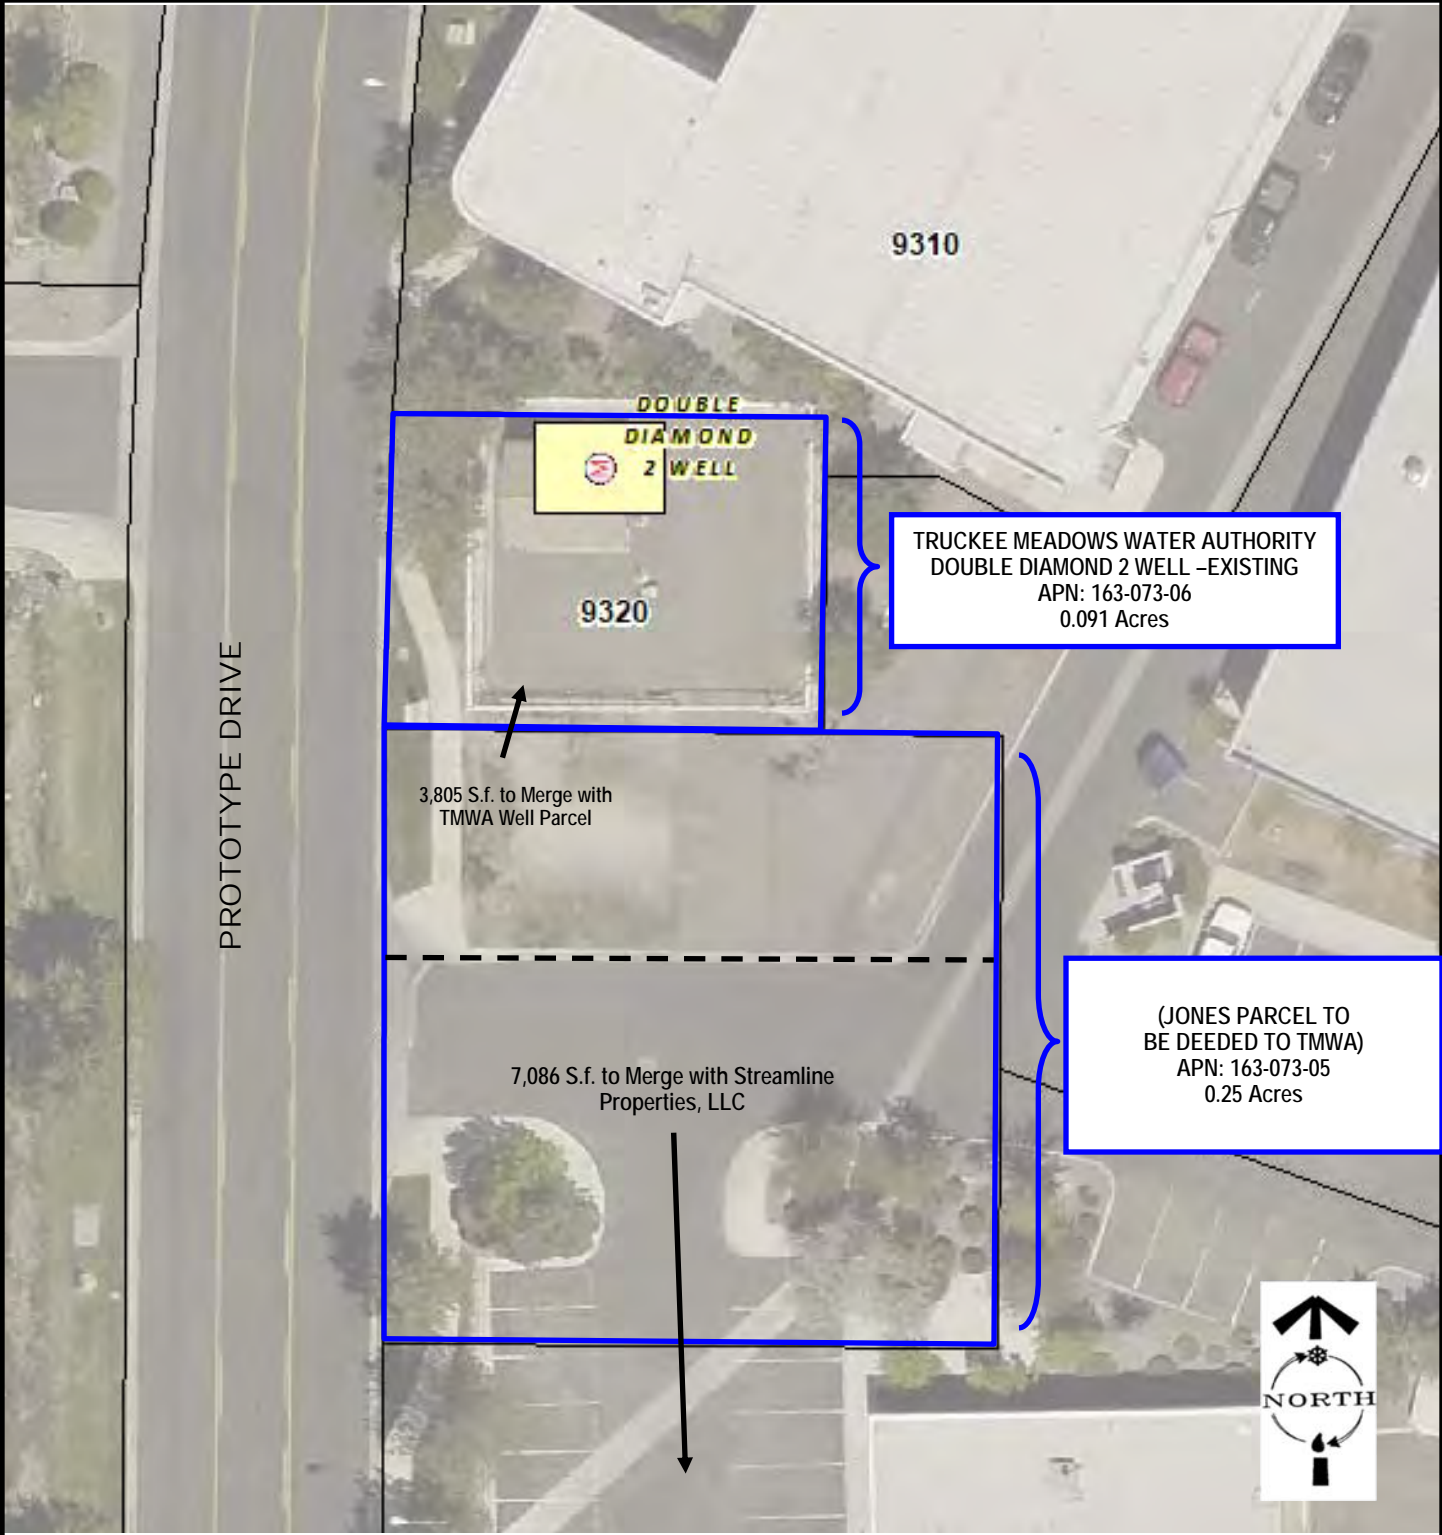 9310
DOUBLE
DIAMOND
2 WELL
TRUCKEE MEADOWS WATER AUTHORITY
DOUBLE DIAMOND 2 WELL –EXISTING
APN: 163-073-06
0.091 Acres
9320
PROTOTYPE DRIVE
3,805 S.f. to Merge with
TMWA Well Parcel
(JONES PARCEL TO
BE DEEDED TO TMWA)
APN: 163-073-05
0.25 Acres
7,086 S.f. to Merge with Streamline
Properties, LLC
NORTH